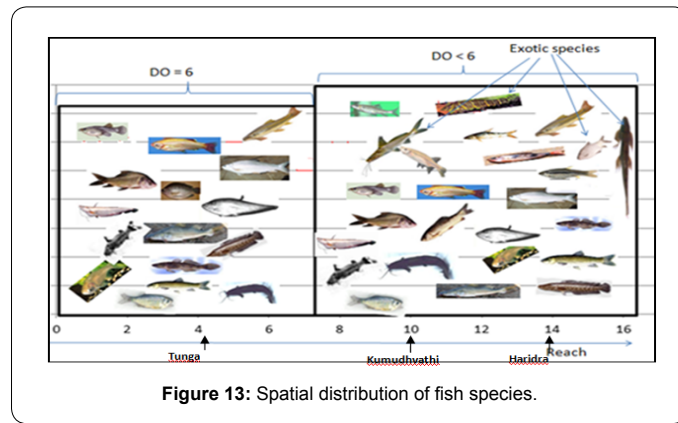 Exotic species
DO < 6
DO = 6
0 2 4 6 8 10 12 14 16
Tunga Kumudhvathi Haridra Reach
Figure 13: Spatial distribution of fish species.